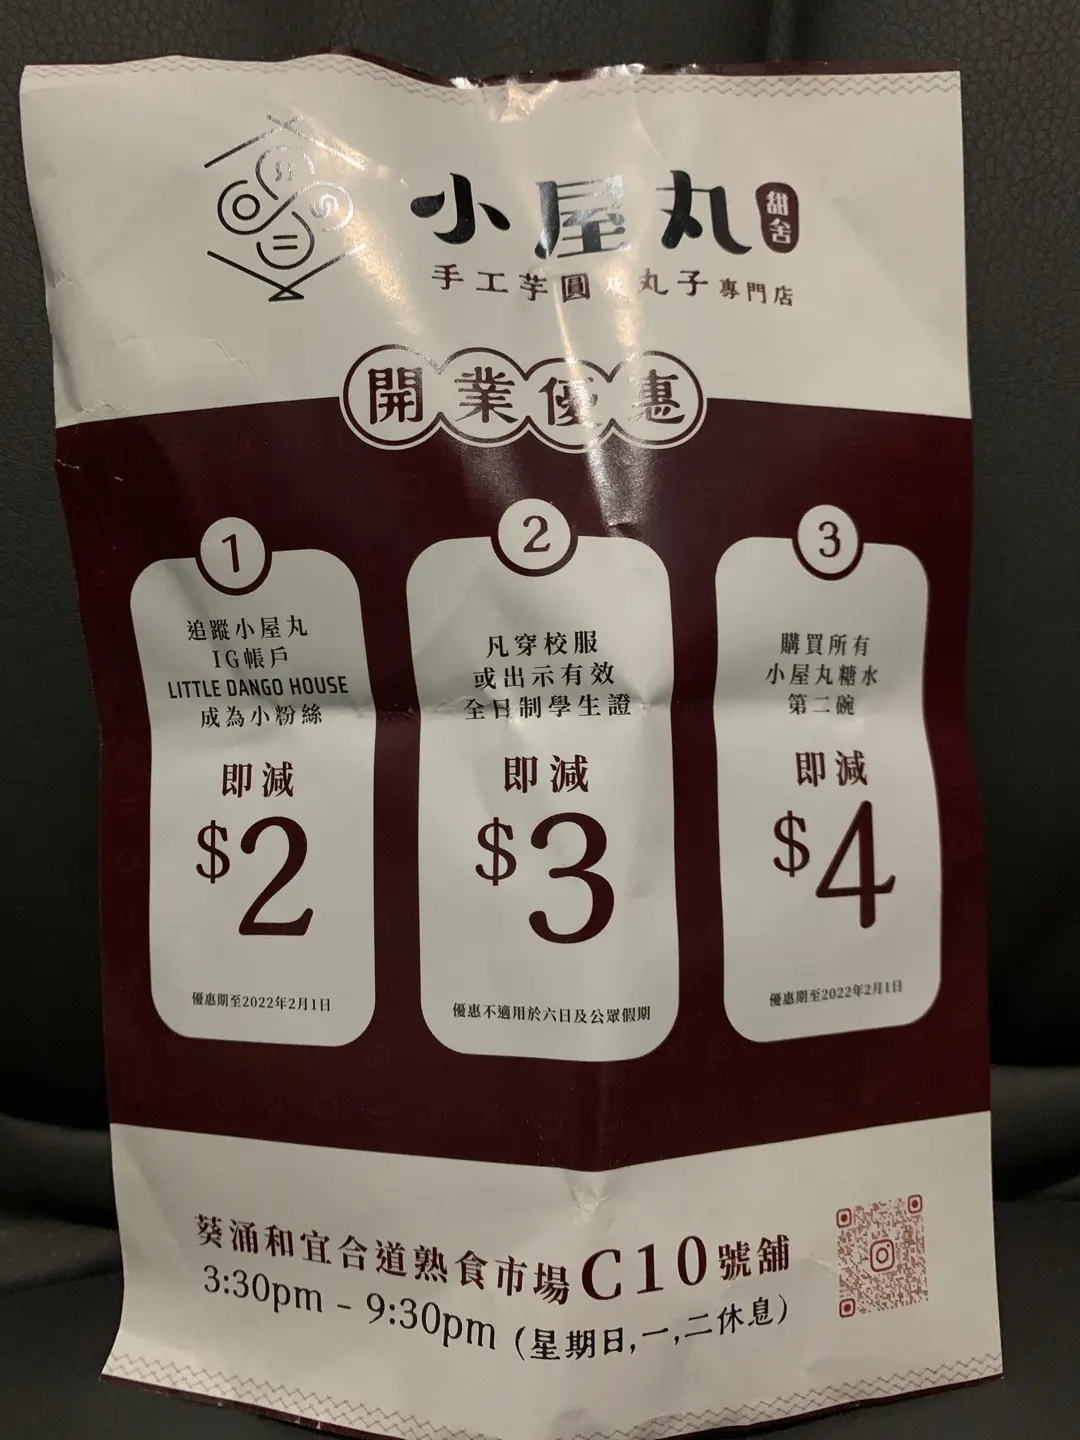 小屋丸
甜舍
手工芋圓 丸子專門店
開業優惠
1
追蹤小屋丸
IG帳戶
LITTLE DANGO HOUSE
成為小粉絲
即減
$2
優惠期至2022年2月1日
2
凡穿校服
或出示有效
全日制學生證
即減
$3
優惠不適用於六日及公眾假期
3
購買所有
小屋丸糖水
第二碗
即減
$4
優惠期至2022年2月1日
葵涌和宜合道熟食市場C10號舖
3:30pm - 9:30pm (星期日,一,二休息)